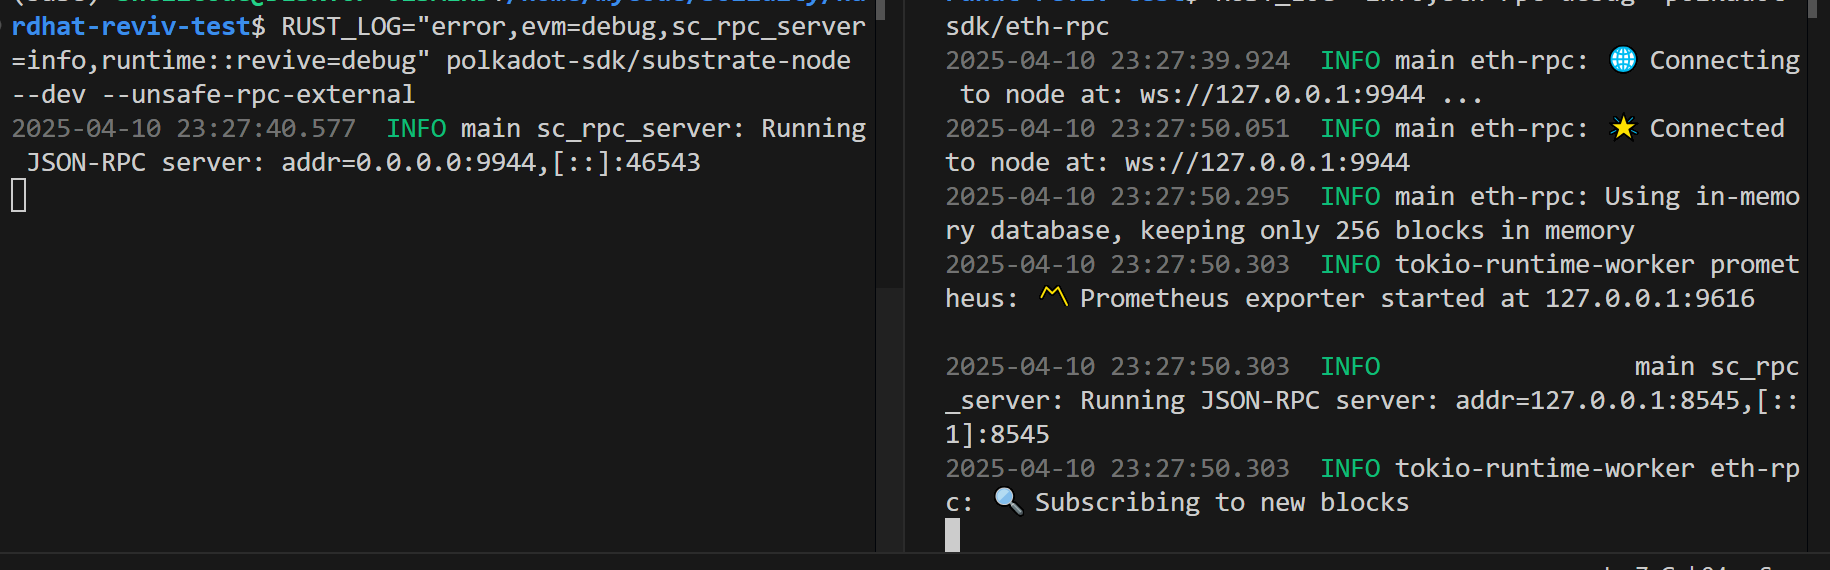 rdhat-reviv-test$ RUST_LOG="error,evm=debug,sc_rpc_server
=info,runtime::revive=debug" polkadot-sdk/substrate-node
--dev --unsafe-rpc-external
2025-04-10 23:27:40.577  INFO main sc_rpc_server: Running
 JSON-RPC server: addr=0.0.0.0:9944,[::]:46543
sdk/eth-rpc
2025-04-10 23:27:39.924  INFO main eth-rpc: 🌐 Connecting
 to node at: ws://127.0.0.1:9944 ...
2025-04-10 23:27:50.051  INFO main eth-rpc: 🌟 Connected
to node at: ws://127.0.0.1:9944
2025-04-10 23:27:50.295  INFO main eth-rpc: Using in-memo
ry database, keeping only 256 blocks in memory
2025-04-10 23:27:50.303  INFO tokio-runtime-worker promet
heus: 〽️ Prometheus exporter started at 127.0.0.1:9616
2025-04-10 23:27:50.303  INFO                 main sc_rpc
_server: Running JSON-RPC server: addr=127.0.0.1:8545,[::
1]:8545
2025-04-10 23:27:50.303  INFO tokio-runtime-worker eth-rp
c: 🔍 Subscribing to new blocks